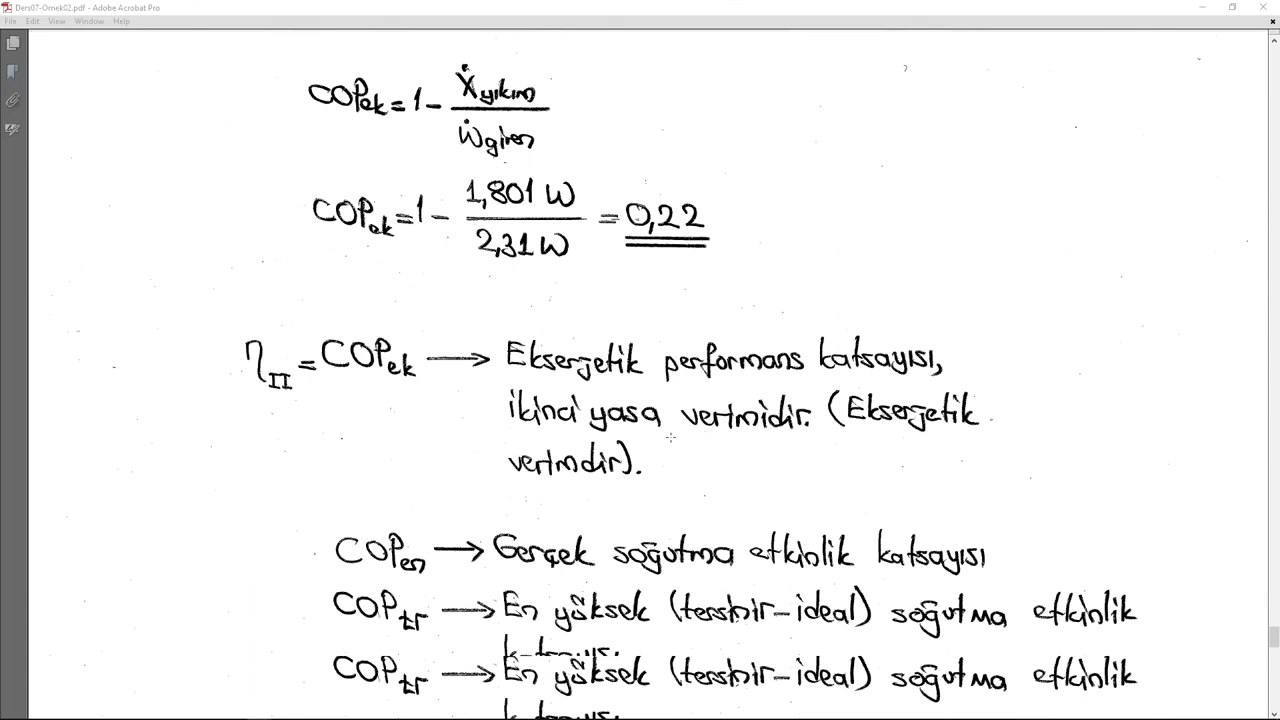 Ders07-Ornek02.pdf - Adobe Acrobat Pro
File Edit View Window Help
COPek = 1 - Ẋyıkım / Ẇgiren
COPek = 1 - 1,801 W / 2,31 W = 0,22
ηII = COPek → Ekserjetik performans katsayısı,
ikinci yasa verimidir. (Ekserjetik
verimdir).
COPen → Gerçek soğutma etkinlik katsayısı
COPtr → En yüksek (tersinir-ideal) soğutma etkinlik
COPtr → En yüksek (tersinir-ideal) soğutma etkinlik